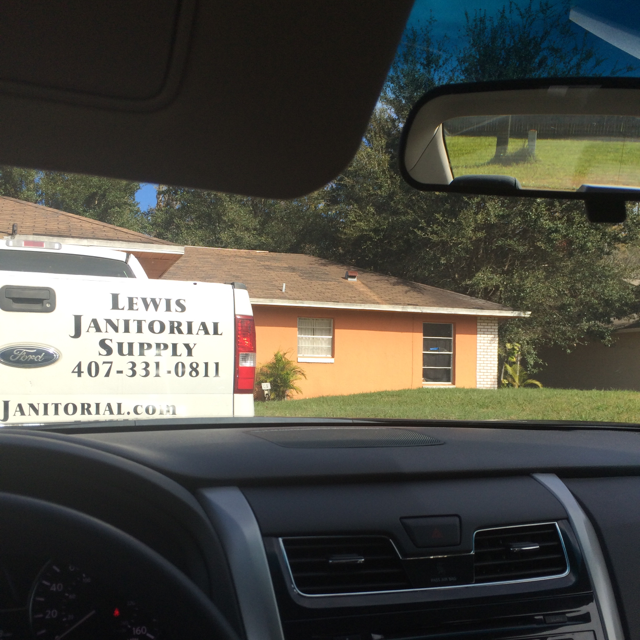 Lewis
Janitorial
Supply
407-331-0811
Ford
Janitorial.com